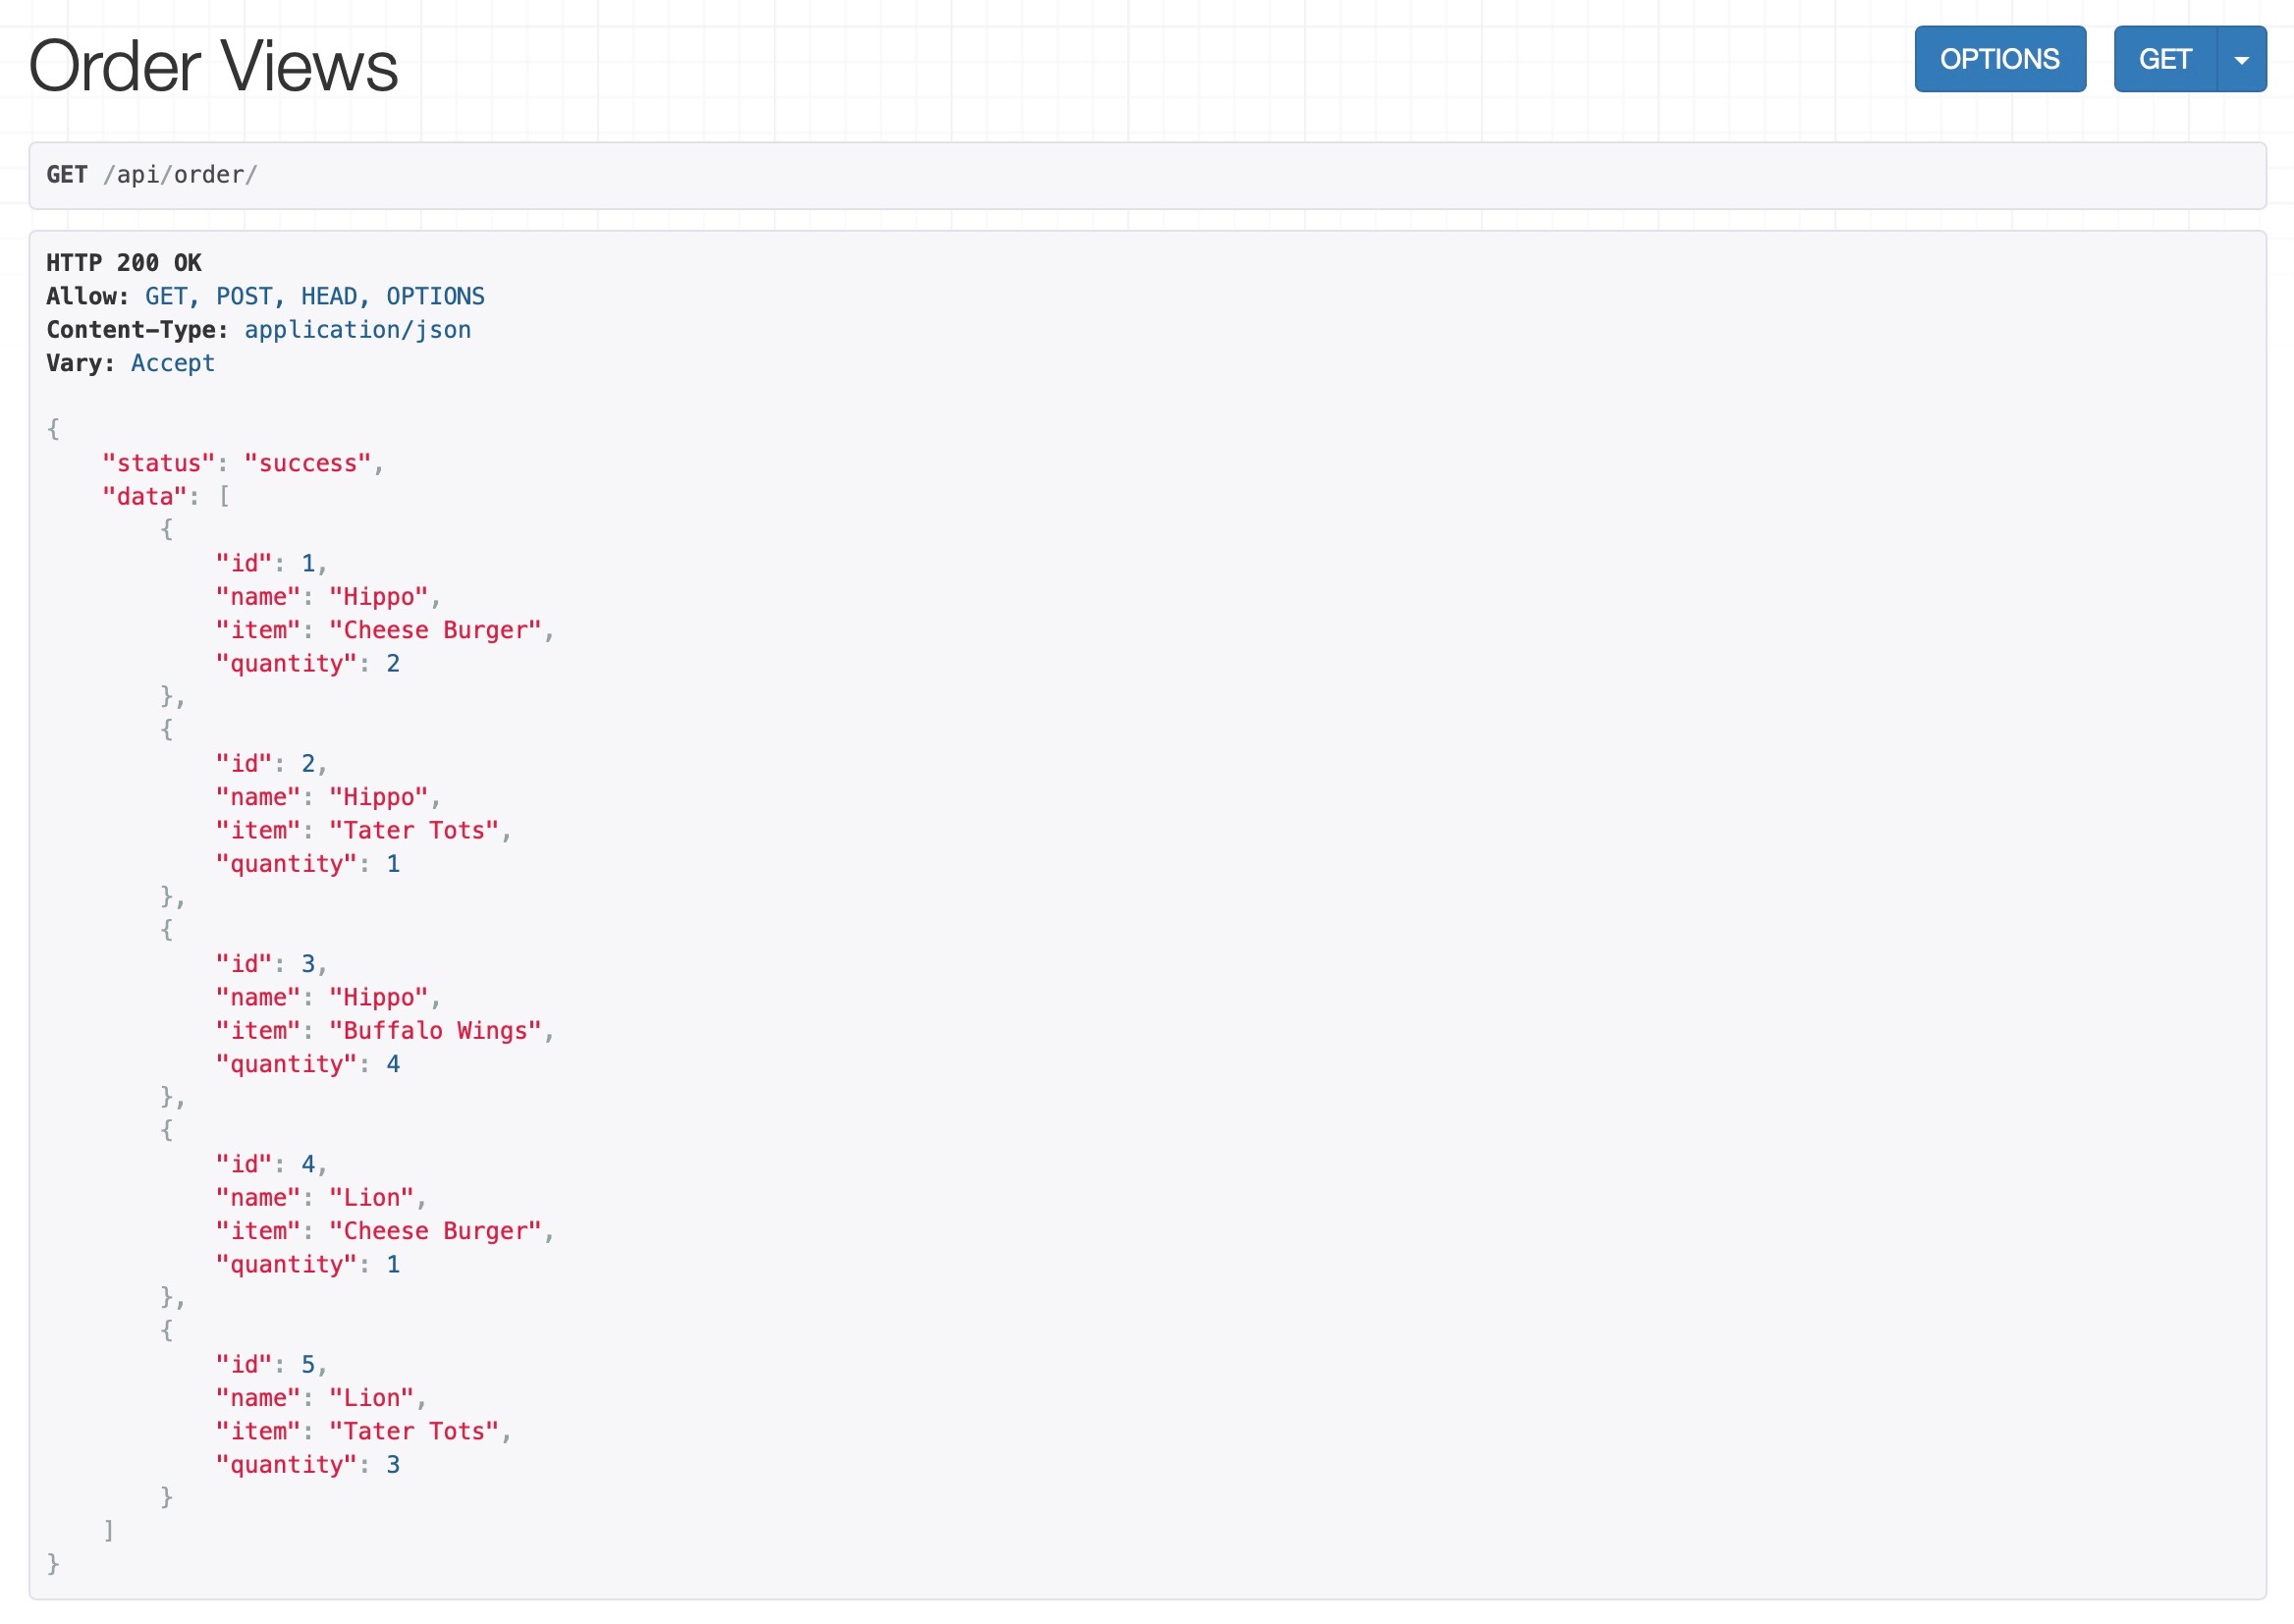 Order Views
OPTIONS
GET
GET /api/order/
HTTP 200 OK
Allow: GET, POST, HEAD, OPTIONS
Content-Type: application/json
Vary: Accept
{
    "status": "success",
    "data": [
        {
            "id": 1,
            "name": "Hippo",
            "item": "Cheese Burger",
            "quantity": 2
        },
        {
            "id": 2,
            "name": "Hippo",
            "item": "Tater Tots",
            "quantity": 1
        },
        {
            "id": 3,
            "name": "Hippo",
            "item": "Buffalo Wings",
            "quantity": 4
        },
        {
            "id": 4,
            "name": "Lion",
            "item": "Cheese Burger",
            "quantity": 1
        },
        {
            "id": 5,
            "name": "Lion",
            "item": "Tater Tots",
            "quantity": 3
        }
    ]
}